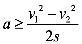 a ≥ (v₁² − v₂²) / 2s